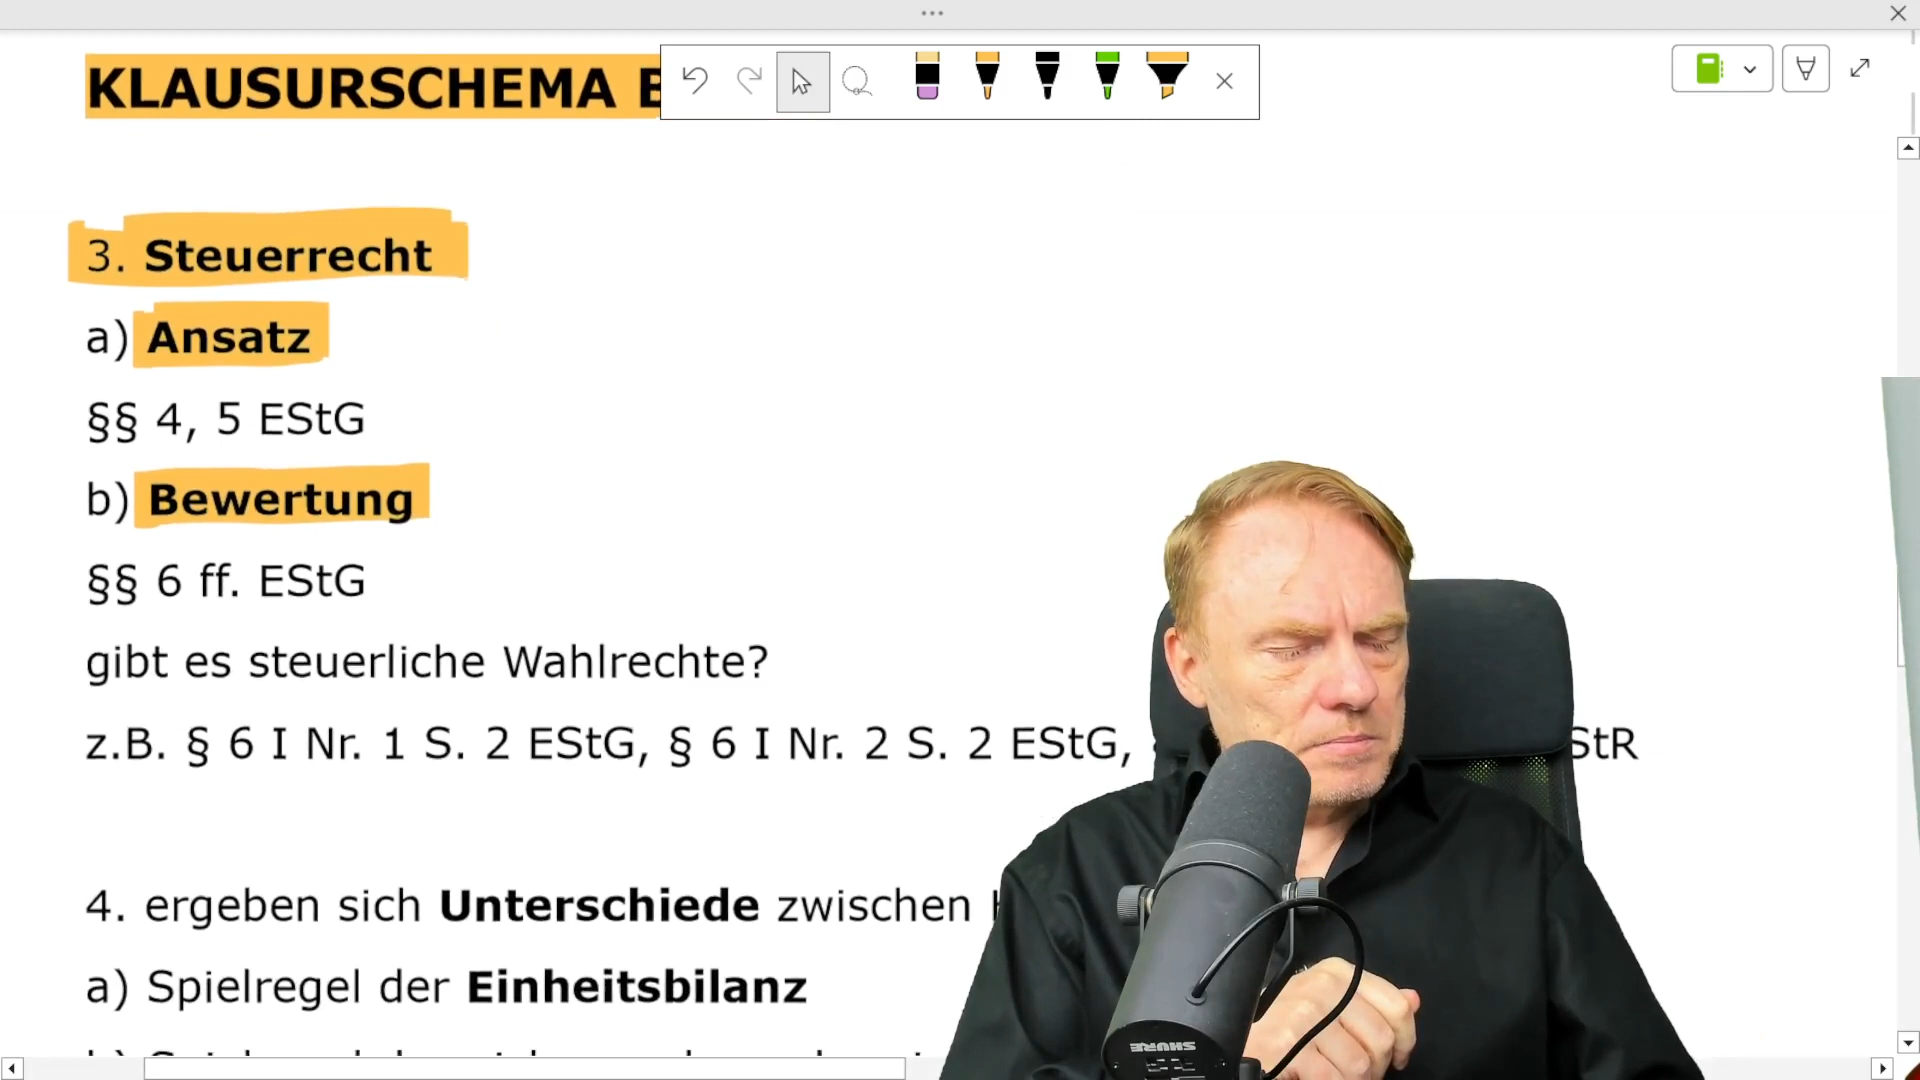 KLAUSURSCHEMA
3. Steuerrecht
a) Ansatz
§§ 4, 5 EStG
b) Bewertung
§§ 6 ff. EStG
gibt es steuerliche Wahlrechte?
z.B. § 6 I Nr. 1 S. 2 EStG, § 6 I Nr. 2 S. 2 EStG, StR
4. ergeben sich Unterschiede zwischen
a) Spielregel der Einheitsbilanz
SHURE